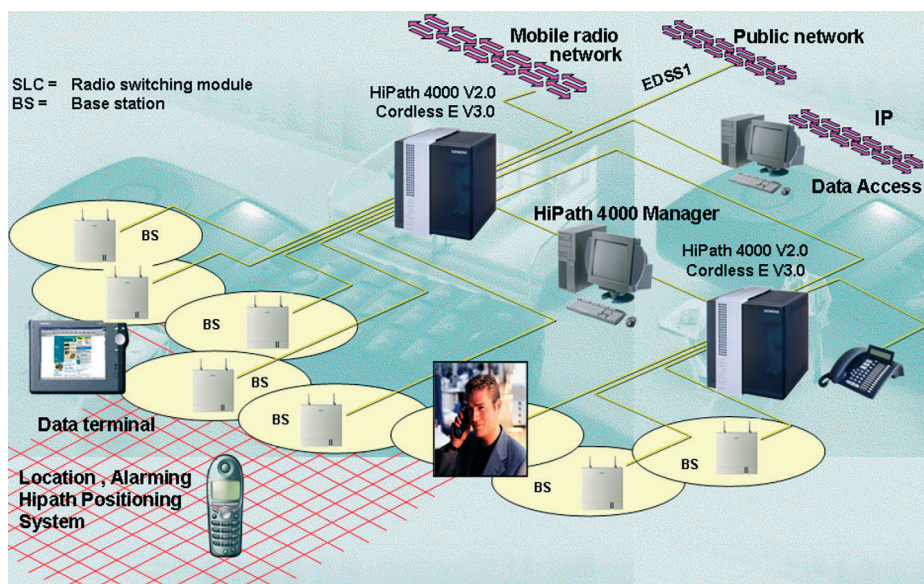 Mobile radio
network
Public network
SLC = Radio switching module
BS = Base station
HiPath 4000 V2.0
Cordless E V3.0
EDSS1
IP
Data Access
HiPath 4000 Manager
HiPath 4000 V2.0
Cordless E V3.0
BS
BS
BS
BS
BS
BS
BS
Data terminal
Location , Alarming
Hipath Positioning
System
SIEMENS
HiPath